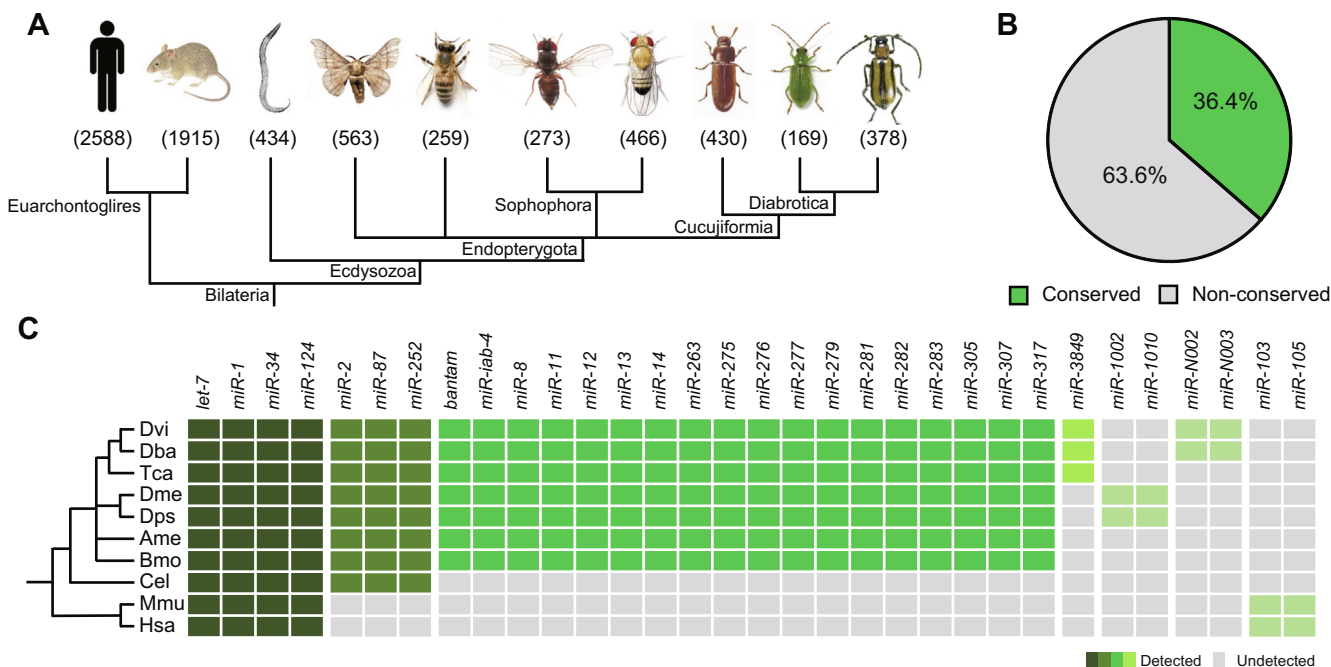 A
B
(2588) (1915) (434) (563) (259) (273) (466) (430) (169) (378)
Euarchontoglires
Sophophora
Diabrotica
Cucujiformia
Endopterygota
Ecdysozoa
Bilateria
36.4%
63.6%
Conserved Non-conserved
C
let-7 miR-1 miR-34 miR-124 miR-2 miR-87 miR-252 bantam miR-iab-4 miR-8 miR-11 miR-12 miR-13 miR-14 miR-263 miR-275 miR-276 miR-277 miR-279 miR-281 miR-282 miR-283 miR-305 miR-307 miR-317 miR-3849 miR-1002 miR-1010 miR-N002 miR-N003 miR-103 miR-105
Dvi
Dba
Tca
Dme
Dps
Ame
Bmo
Cel
Mmu
Hsa
Detected Undetected